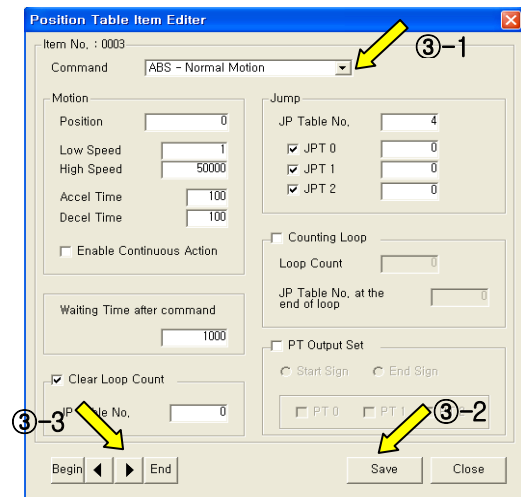 Position Table Item Editer
Item No. : 0003
③-1
Command ABS - Normal Motion
Motion
Position 0
Low Speed 1
High Speed 50000
Accel Time 100
Decel Time 100
Enable Continuous Action
Waiting Time after command
1000
Clear Loop Count
③-3
No. 0
Jump
JP Table No. 4
JPT 0 0
JPT 1 0
JPT 2 0
Counting Loop
Loop Count 0
JP Table No. at the
end of loop 0
PT Output Set
Start Sign End Sign
PT 0 PT 1
③-2
Begin End Save Close